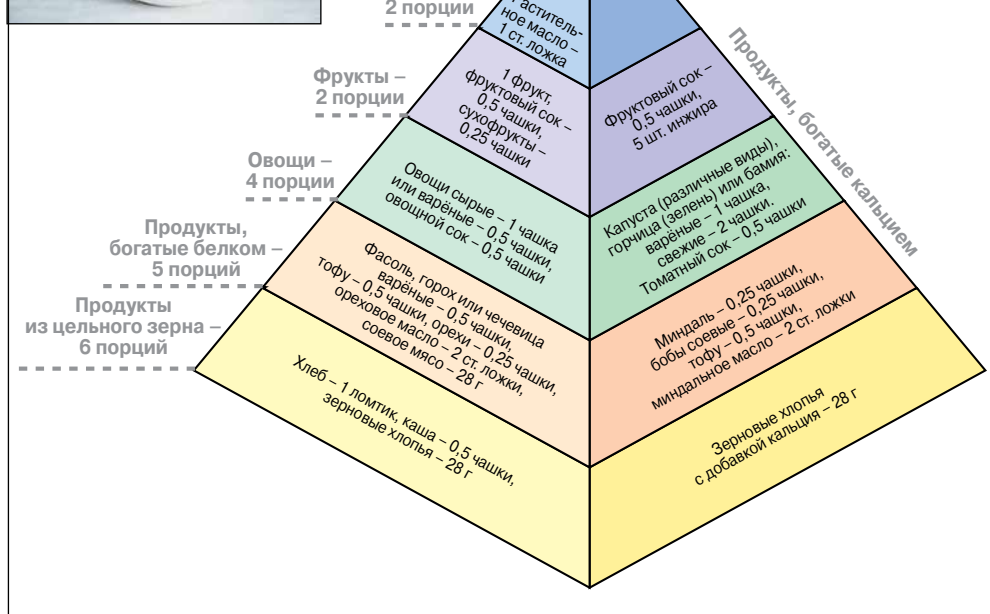 2 порции
ное масло –
1 ст. ложка
Фрукты –
2 порции
1 фрукт,
фруктовый сок –
0,5 чашки,
сухофрукты –
0,25 чашки
Фруктовый сок –
0,5 чашки,
5 шт. инжира
Продукты, богатые кальцием
Овощи –
4 порции
Овощи сырые – 1 чашка
или варёные – 0,5 чашки,
овощной сок – 0,5 чашки
Капуста (различные виды),
горчица (зелень) или бамия:
варёные – 1 чашка,
свежие – 2 чашки.
Томатный сок – 0,5 чашки
Продукты,
богатые белком –
5 порций
Фасоль, горох или чечевица
варёные – 0,5 чашки,
тофу – 0,5 чашки, орехи – 0,25 чашки,
ореховое масло – 2 ст. ложки,
соевое мясо – 28 г
Миндаль – 0,25 чашки,
бобы соевые – 0,25 чашки,
тофу – 0,5 чашки,
миндальное масло – 2 ст. ложки
Продукты
из цельного зерна –
6 порций
Хлеб – 1 ломтик, каша – 0,5 чашки,
зерновые хлопья – 28 г
Зерновые хлопья
с добавкой кальция – 28 г